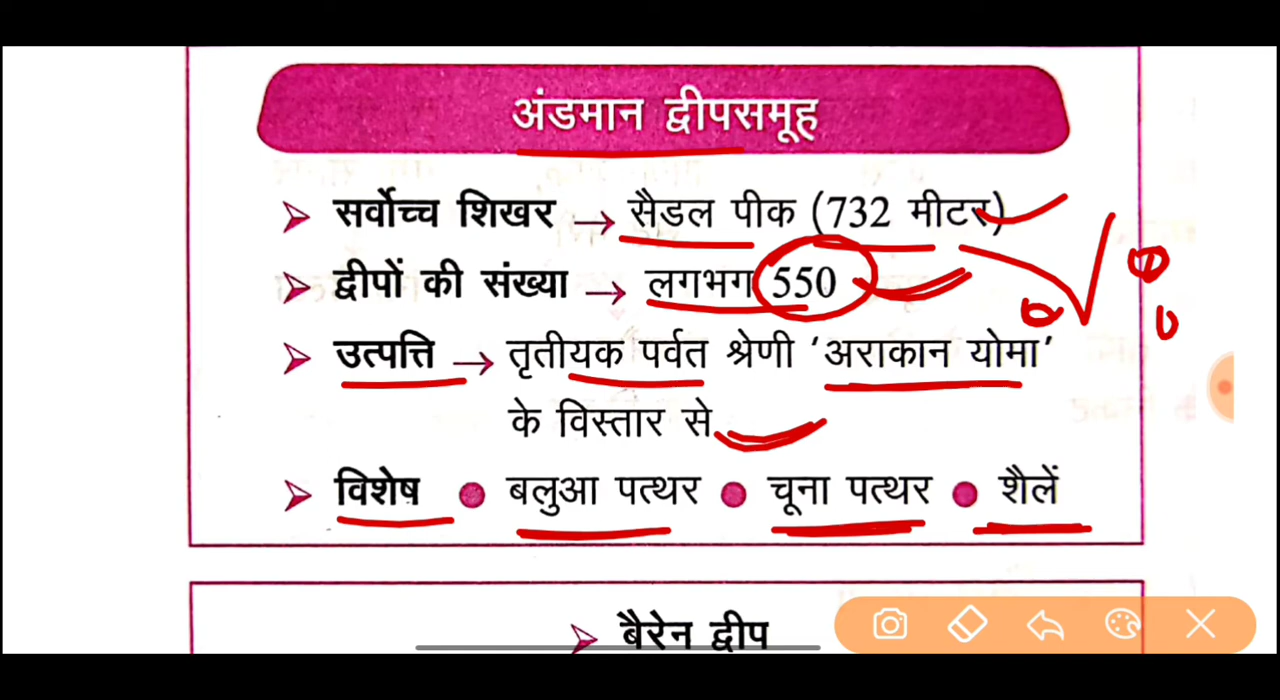 अंडमान द्वीपसमूह
➢ सर्वोच्च शिखर → सैडल पीक (732 मीटर)
➢ द्वीपों की संख्या → लगभग 550
➢ उत्पत्ति → तृतीयक पर्वत श्रेणी 'अराकान योमा'
के विस्तार से
➢ विशेष ● बलुआ पत्थर ● चूना पत्थर ● शैलें
➢ बैरेन द्वीप